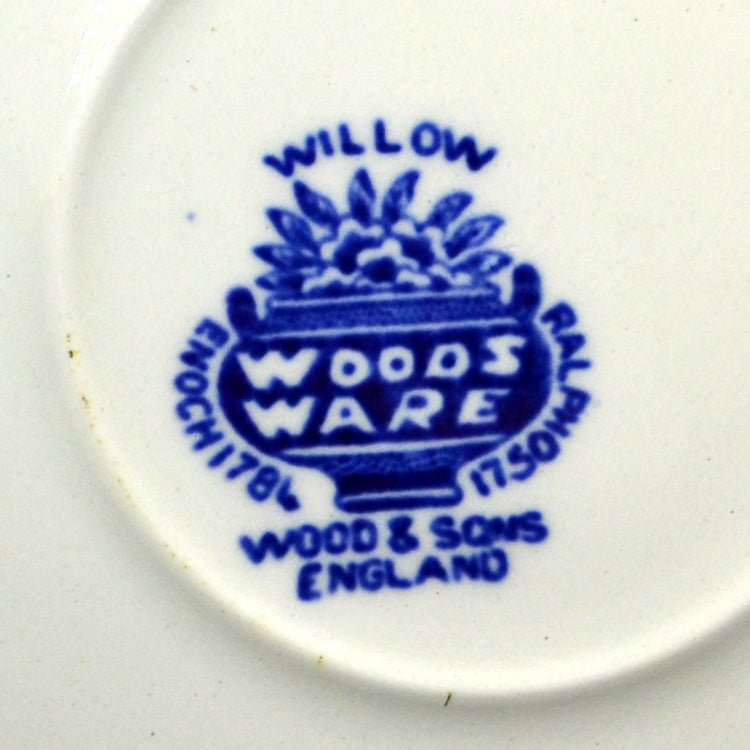 WILLOW
WOODS
WARE
ENOCH 1784
RALPH 1750
WOOD & SONS
ENGLAND